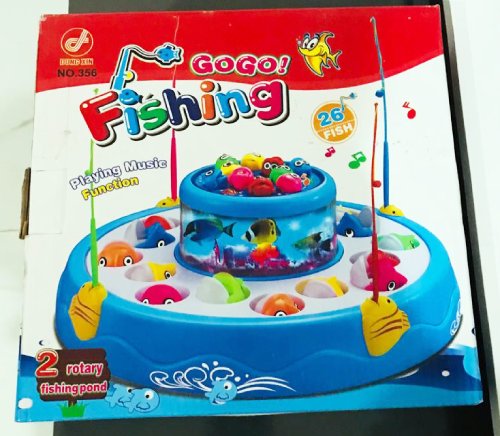 DONG XIN
NO.356
GOGO!
Fishing
26
FISH
Playing Music
Function
2 rotary
fishing pond